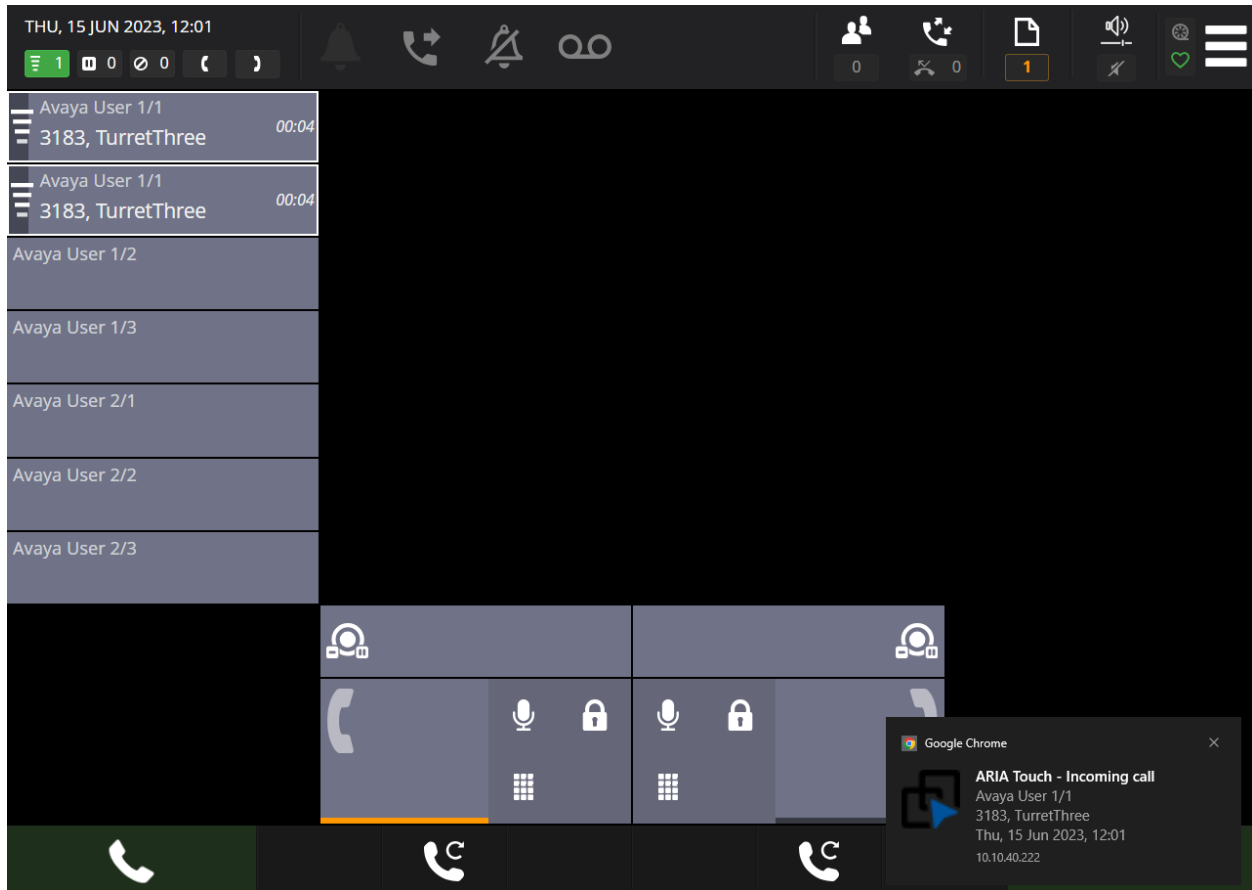 THU, 15 JUN 2023, 12:01
1 0 0
0 0 1
Avaya User 1/1
3183, TurretThree 00:04
Avaya User 1/1
3183, TurretThree 00:04
Avaya User 1/2
Avaya User 1/3
Avaya User 2/1
Avaya User 2/2
Avaya User 2/3
Google Chrome
ARIA Touch - Incoming call
Avaya User 1/1
3183, TurretThree
Thu, 15 Jun 2023, 12:01
10.10.40.222